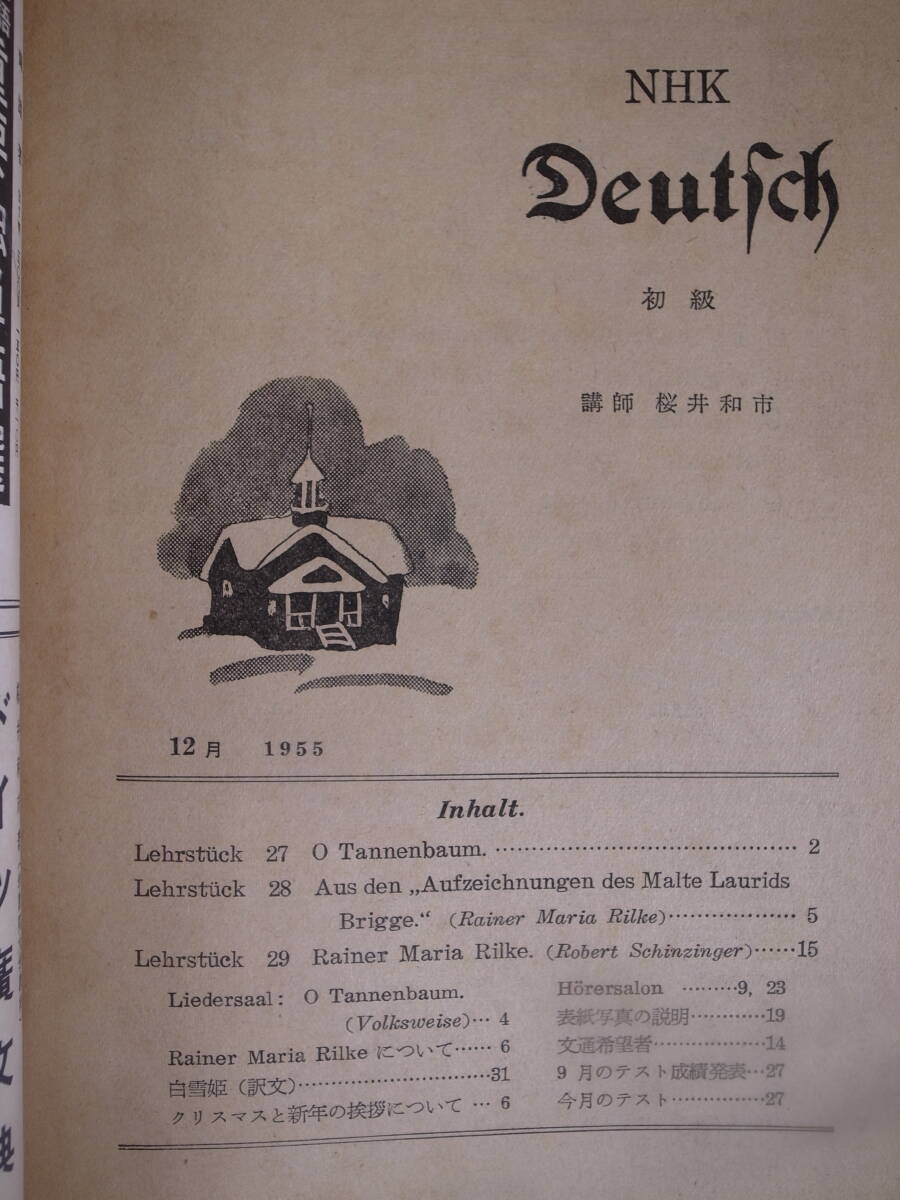 NHK
Deutſch
初級
講師 桜井和市
12月 1955
Inhalt.
Lehrstück 27 O Tannenbaum. ········ 2
Lehrstück 28 Aus den „Aufzeichnungen des Malte Laurids
Brigge.“ (Rainer Maria Rilke)········ 5
Lehrstück 29 Rainer Maria Rilke. (Robert Schinzinger)······15
Liedersaal: O Tannenbaum.
(Volksweise)··· 4
Rainer Maria Rilke について······ 6
白雪姫(訳文)········31
クリスマスと新年の挨拶について ··· 6
Hörersalon ········9, 23
表紙写真の説明········19
文通希望者········14
9月のテスト成績発表···27
今月のテスト········27